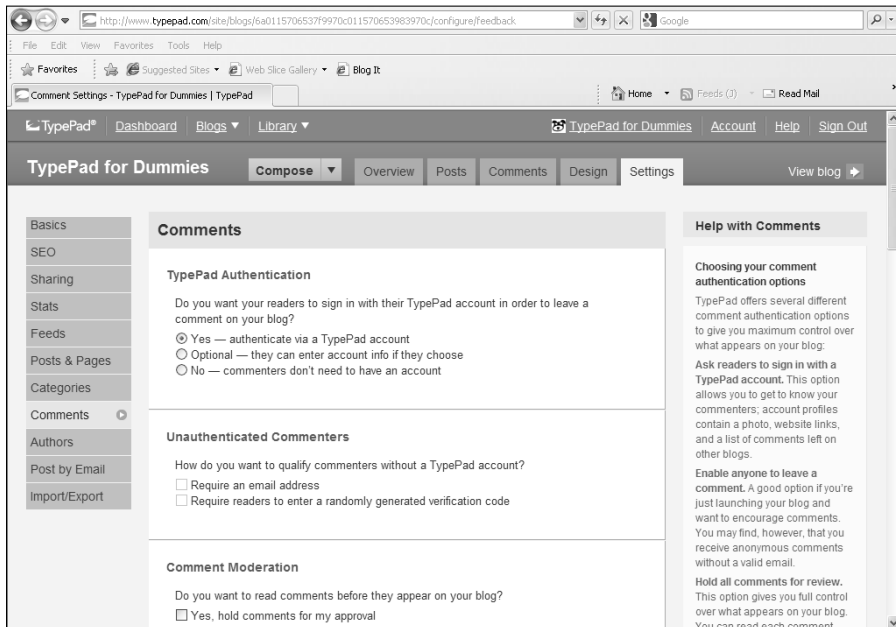 http://www.typepad.com/site/blogs/6a0115706537f9970c011570653983970c/configure/feedback
Google
File Edit View Favorites Tools Help
Favorites Suggested Sites Web Slice Gallery Blog It
Comment Settings - TypePad for Dummies | TypePad
Home Feeds (J) Read Mail
TypePad® Dashboard Blogs Library TypePad for Dummies Account Help Sign Out
TypePad for Dummies Compose Overview Posts Comments Design Settings View blog
Basics
SEO
Sharing
Stats
Feeds
Posts & Pages
Categories
Comments
Authors
Post by Email
Import/Export
Comments
TypePad Authentication
Do you want your readers to sign in with their TypePad account in order to leave a
comment on your blog?
Yes — authenticate via a TypePad account
Optional — they can enter account info if they choose
No — commenters don't need to have an account
Unauthenticated Commenters
How do you want to qualify commenters without a TypePad account?
Require an email address
Require readers to enter a randomly generated verification code
Comment Moderation
Do you want to read comments before they appear on your blog?
Yes, hold comments for my approval
Help with Comments
Choosing your comment
authentication options
TypePad offers several different
comment authentication options
to give you maximum control over
what appears on your blog:
Ask readers to sign in with a
TypePad account. This option
allows you to get to know your
commenters; account profiles
contain a photo, website links,
and a list of comments left on
other blogs.
Enable anyone to leave a
comment. A good option if you're
just launching your blog and
want to encourage comments.
You may find, however, that you
receive anonymous comments
without a valid email.
Hold all comments for review.
This option gives you full control
over what appears on your blog.
You can read each comment